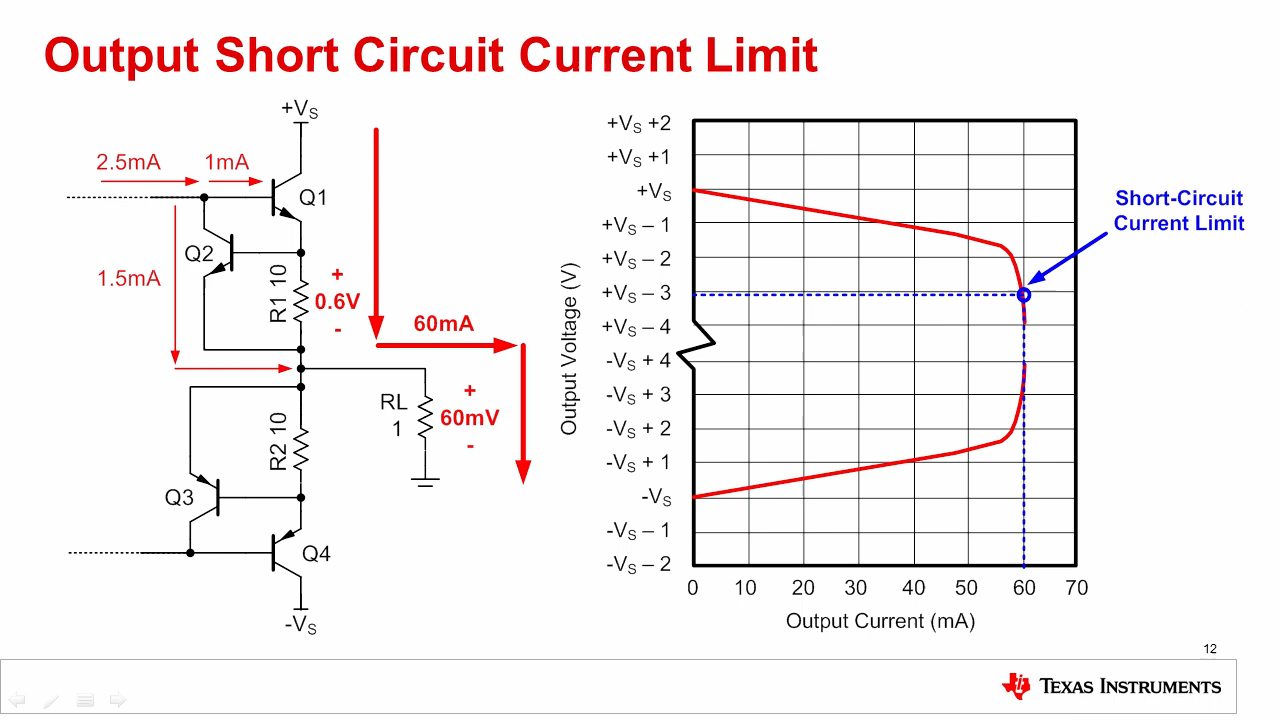 Output Short Circuit Current Limit
+VS
2.5mA
1mA
Q1
Q2
1.5mA
R1 10
+
0.6V
-
60mA
RL
1
+
60mV
-
R2 10
Q3
Q4
-VS
Output Voltage (V)
+VS +2
+VS +1
+VS
+VS – 1
+VS – 2
+VS – 3
+VS – 4
-VS + 4
-VS + 3
-VS + 2
-VS + 1
-VS
-VS – 1
-VS – 2
0 10 20 30 40 50 60 70
Output Current (mA)
Short-Circuit
Current Limit
12
TEXAS INSTRUMENTS